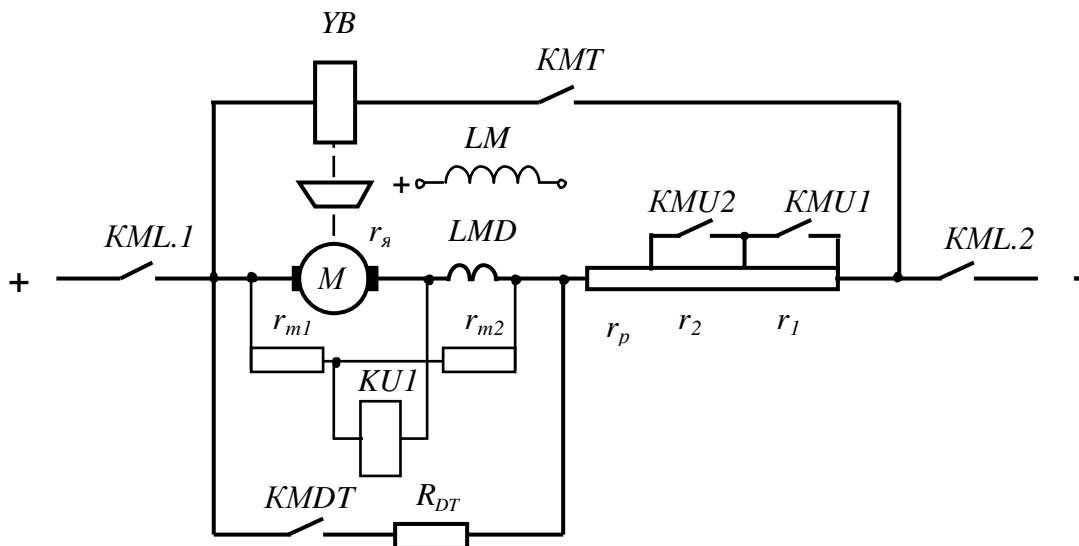 YB
KMT
LM
+
KMU2 KMU1
KML.1 rя LMD KML.2
+ M -
rm1 rm2 rp r2 r1
KU1
KMDT RDT